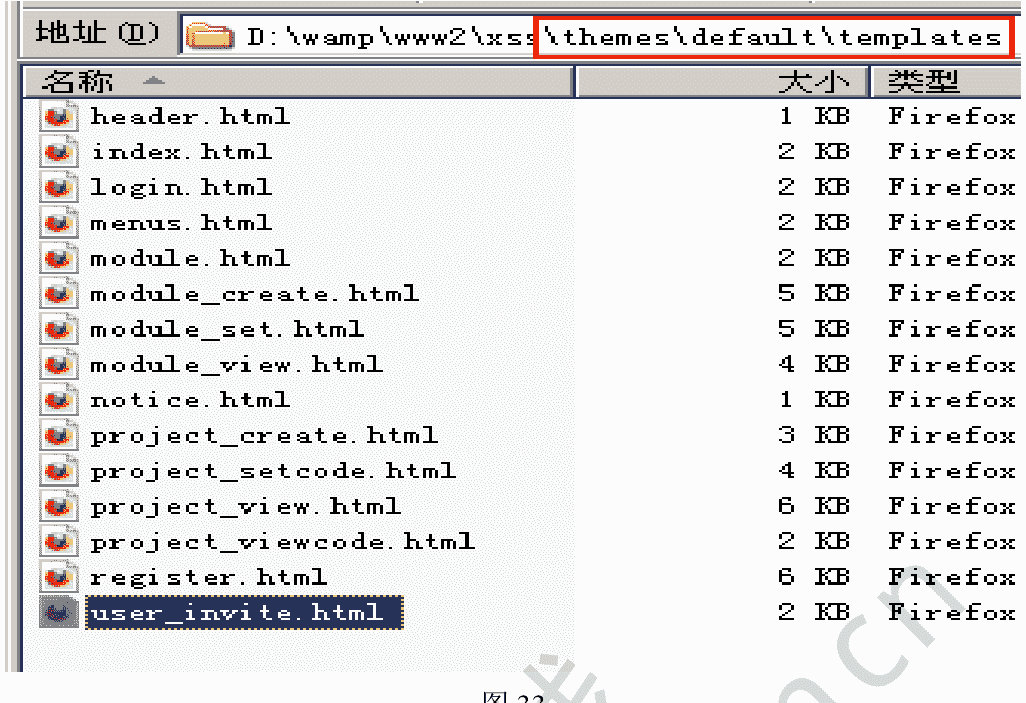 地址(D) D:\wamp\www2\xss\themes\default\templates
名称 大小 类型
header.html 1 KB Firefox
index.html 2 KB Firefox
login.html 2 KB Firefox
menus.html 2 KB Firefox
module.html 2 KB Firefox
module_create.html 5 KB Firefox
module_set.html 5 KB Firefox
module_view.html 4 KB Firefox
notice.html 1 KB Firefox
project_create.html 3 KB Firefox
project_setcode.html 4 KB Firefox
project_view.html 6 KB Firefox
project_viewcode.html 2 KB Firefox
register.html 6 KB Firefox
user_invite.html 2 KB Firefox
cn